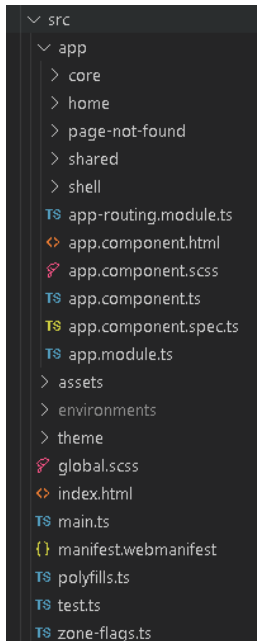 src
app
core
home
page-not-found
shared
shell
TS app-routing.module.ts
<> app.component.html
app.component.scss
TS app.component.ts
TS app.component.spec.ts
TS app.module.ts
assets
environments
theme
global.scss
<> index.html
TS main.ts
{} manifest.webmanifest
TS polyfills.ts
TS test.ts
TS zone-flags.ts